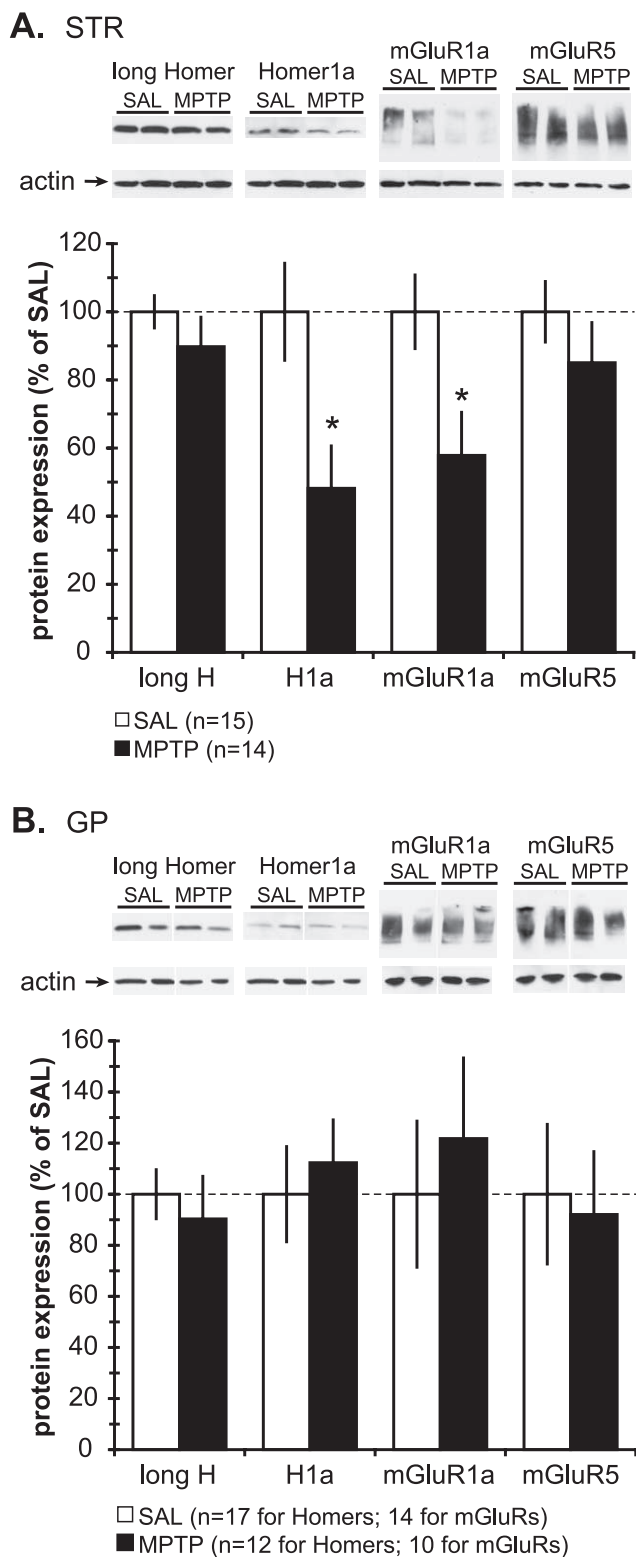 A. STR
long Homer Homer1a mGluR1a mGluR5
SAL MPTP SAL MPTP SAL MPTP SAL MPTP
actin →
protein expression (% of SAL)
120
100
80
60
40
20
0
* *
long H H1a mGluR1a mGluR5
SAL (n=15)
MPTP (n=14)
B. GP
long Homer Homer1a mGluR1a mGluR5
SAL MPTP SAL MPTP SAL MPTP SAL MPTP
actin →
protein expression (% of SAL)
160
140
120
100
80
60
40
20
0
long H H1a mGluR1a mGluR5
SAL (n=17 for Homers; 14 for mGluRs)
MPTP (n=12 for Homers; 10 for mGluRs)